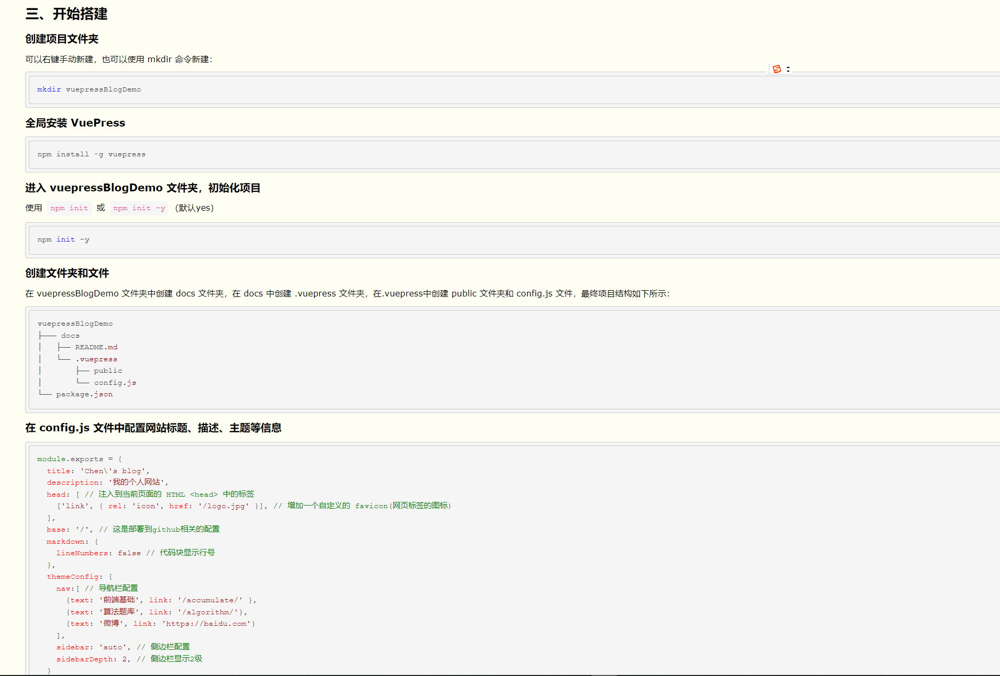 三、开始搭建
创建项目文件夹
可以右键手动新建，也可以使用 mkdir 命令新建：
mkdir vuepressBlogDemo
全局安装 VuePress
npm install -g vuepress
进入 vuepressBlogDemo 文件夹，初始化项目
使用 npm init 或 npm init -y （默认yes）
npm init -y
创建文件夹和文件
在 vuepressBlogDemo 文件夹中创建 docs 文件夹，在 docs 中创建 .vuepress 文件夹，在.vuepress中创建 public 文件夹和 config.js 文件，最终项目结构如下所示：
vuepressBlogDemo
├─── docs
│   ├── README.md
│   └── .vuepress
│       ├── public
│       └── config.js
└── package.json
在 config.js 文件中配置网站标题、描述、主题等信息
module.exports = {
  title: 'Chen\'s blog',
  description: '我的个人网站',
  head: [ // 注入到当前页面的 HTML <head> 中的标签
    ['link', { rel: 'icon', href: '/logo.jpg' }], // 增加一个自定义的 favicon(网页标签的图标)
  ],
  base: '/', // 这是部署到github相关的配置
  markdown: {
    lineNumbers: false // 代码块显示行号
  },
  themeConfig: {
    nav:[ // 导航栏配置
      {text: '前端基础', link: '/accumulate/' },
      {text: '算法题库', link: '/algorithm/'},
      {text: '微博', link: 'https://baidu.com'}
    ],
    sidebar: 'auto', // 侧边栏配置
    sidebarDepth: 2, // 侧边栏显示2级
  }